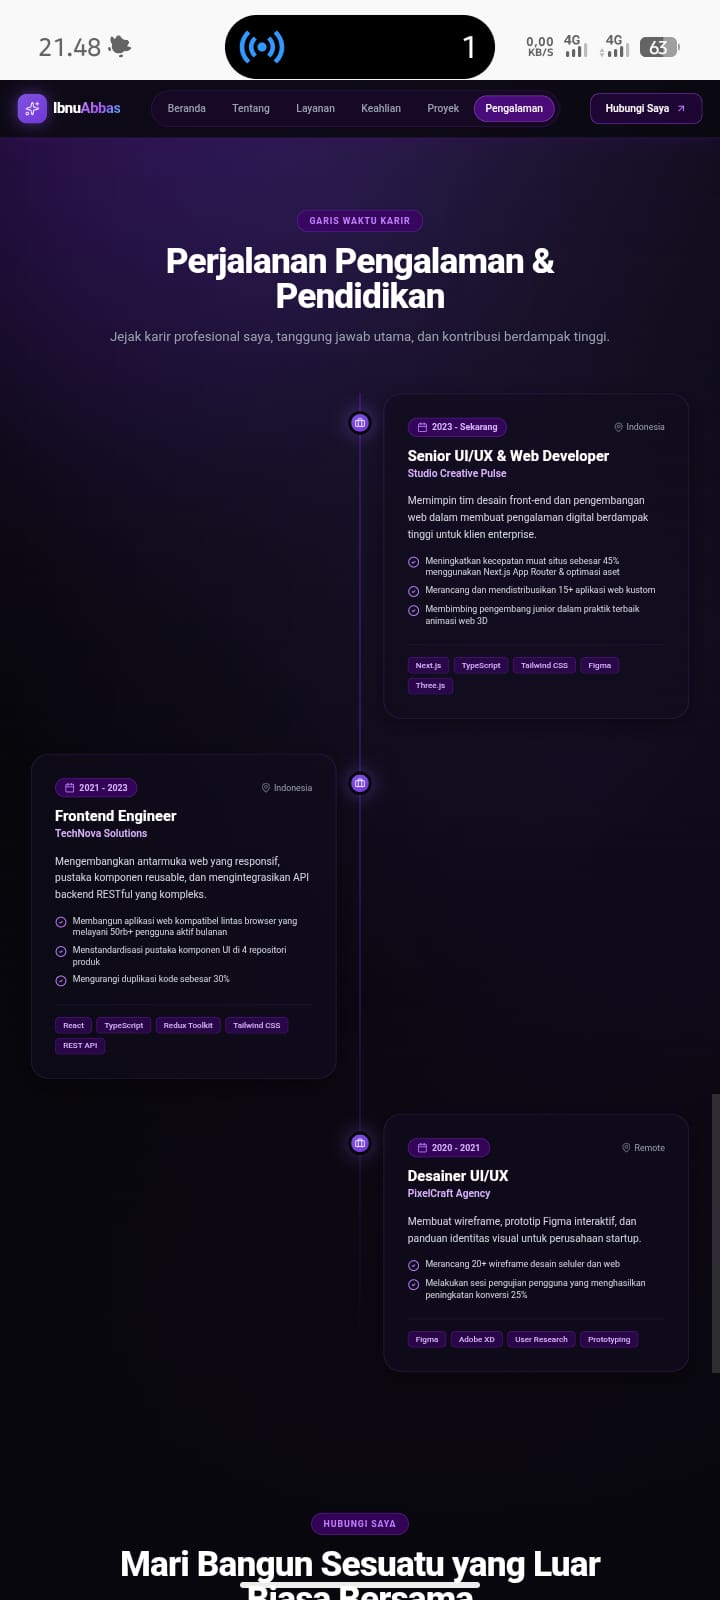 21.48
1
0,00
KB/S
4G
4G
63
IbnuAbbas
Beranda
Tentang
Layanan
Keahlian
Proyek
Pengalaman
Hubungi Saya
GARIS WAKTU KARIR
Perjalanan Pengalaman &
Pendidikan
Jejak karir profesional saya, tanggung jawab utama, dan kontribusi berdampak tinggi.
2023 - Sekarang
Indonesia
Senior UI/UX & Web Developer
Studio Creative Pulse
Memimpin tim desain front-end dan pengembangan
web dalam membuat pengalaman digital berdampak
tinggi untuk klien enterprise.
Meningkatkan kecepatan muat situs sebesar 45%
menggunakan Next.js App Router & optimasi aset
Merancang dan mendistribusikan 15+ aplikasi web kustom
Membimbing pengembang junior dalam praktik terbaik
animasi web 3D
Next.js
TypeScript
Tailwind CSS
Figma
Three.js
2021 - 2023
Indonesia
Frontend Engineer
TechNova Solutions
Mengembangkan antarmuka web yang responsif,
pustaka komponen reusable, dan mengintegrasikan API
backend RESTful yang kompleks.
Membangun aplikasi web kompatibel lintas browser yang
melayani 50rb+ pengguna aktif bulanan
Menstandardisasi pustaka komponen UI di 4 repositori
produk
Mengurangi duplikasi kode sebesar 30%
React
TypeScript
Redux Toolkit
Tailwind CSS
REST API
2020 - 2021
Remote
Desainer UI/UX
PixelCraft Agency
Membuat wireframe, prototip Figma interaktif, dan
panduan identitas visual untuk perusahaan startup.
Merancang 20+ wireframe desain seluler dan web
Melakukan sesi pengujian pengguna yang menghasilkan
peningkatan konversi 25%
Figma
Adobe XD
User Research
Prototyping
HUBUNGI SAYA
Mari Bangun Sesuatu yang Luar
Biasa Bersama